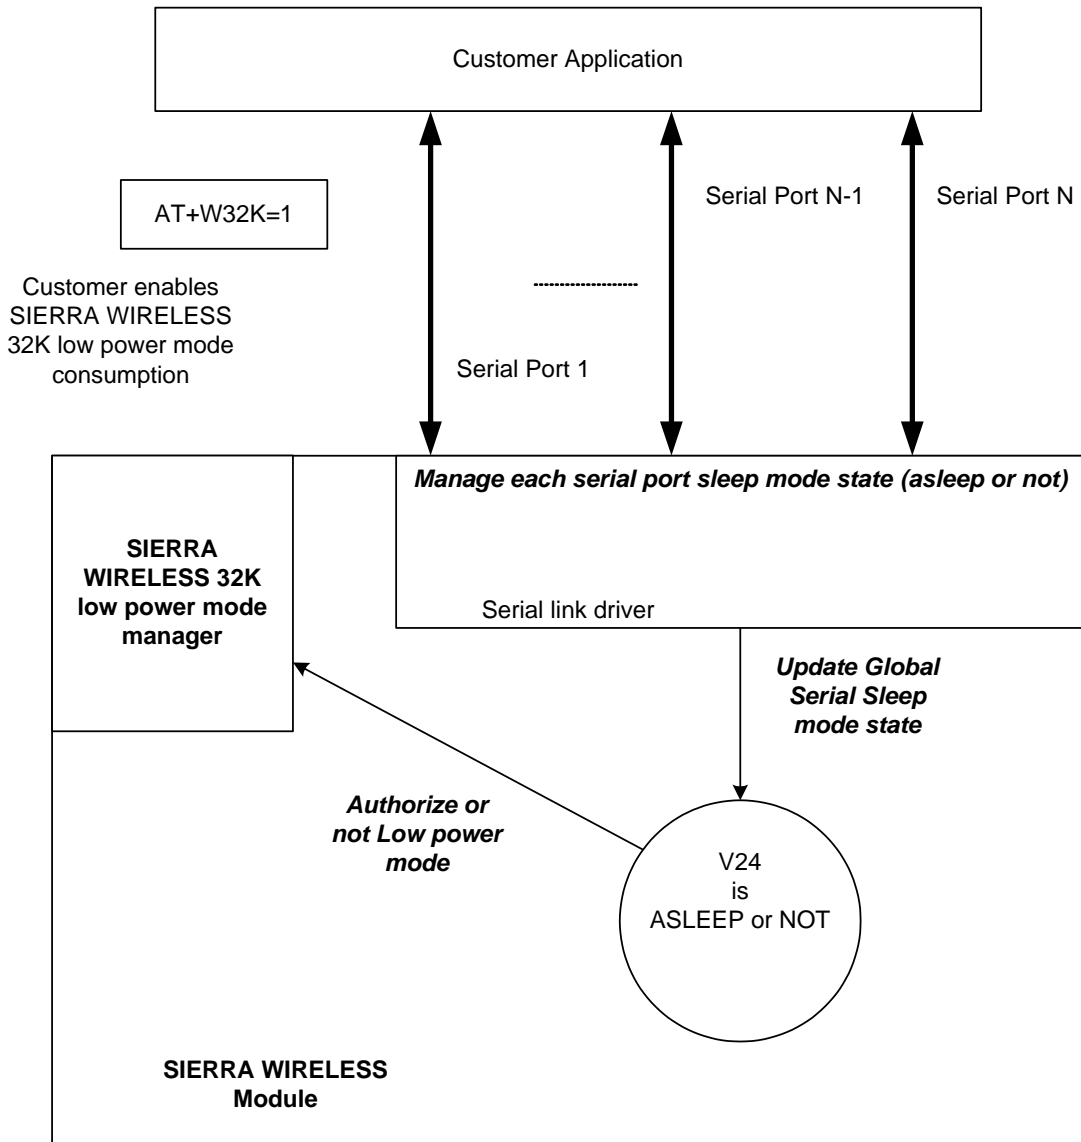 Customer Application
AT+W32K=1
Serial Port N-1
Serial Port N
Customer enables
SIERRA WIRELESS
32K low power mode
consumption
Serial Port 1
Manage each serial port sleep mode state (asleep or not)
SIERRA
WIRELESS 32K
low power mode
manager
Serial link driver
Update Global
Serial Sleep
mode state
Authorize or
not Low power
mode
V24
is
ASLEEP or NOT
SIERRA WIRELESS
Module